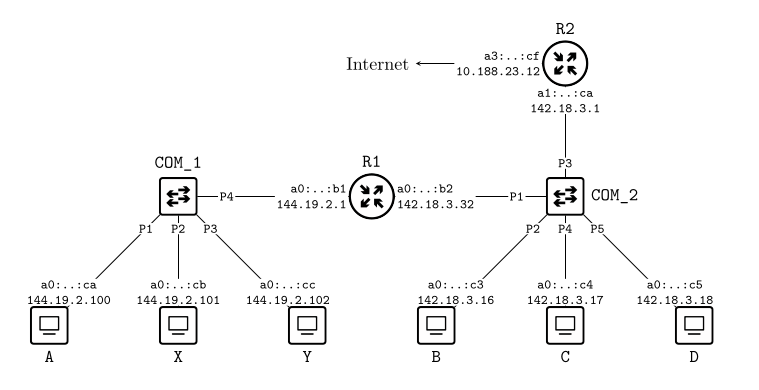 R2
Internet
a3:..:cf
10.188.23.12
a1:..:ca
142.18.3.1
P3
COM_1
R1
P4
a0:..:b1
144.19.2.1
a0:..:b2
142.18.3.32
P1
COM_2
P1
P2
P3
P2
P4
P5
a0:..:ca
144.19.2.100
a0:..:cb
144.19.2.101
a0:..:cc
144.19.2.102
a0:..:c3
142.18.3.16
a0:..:c4
142.18.3.17
a0:..:c5
142.18.3.18
A
X
Y
B
C
D